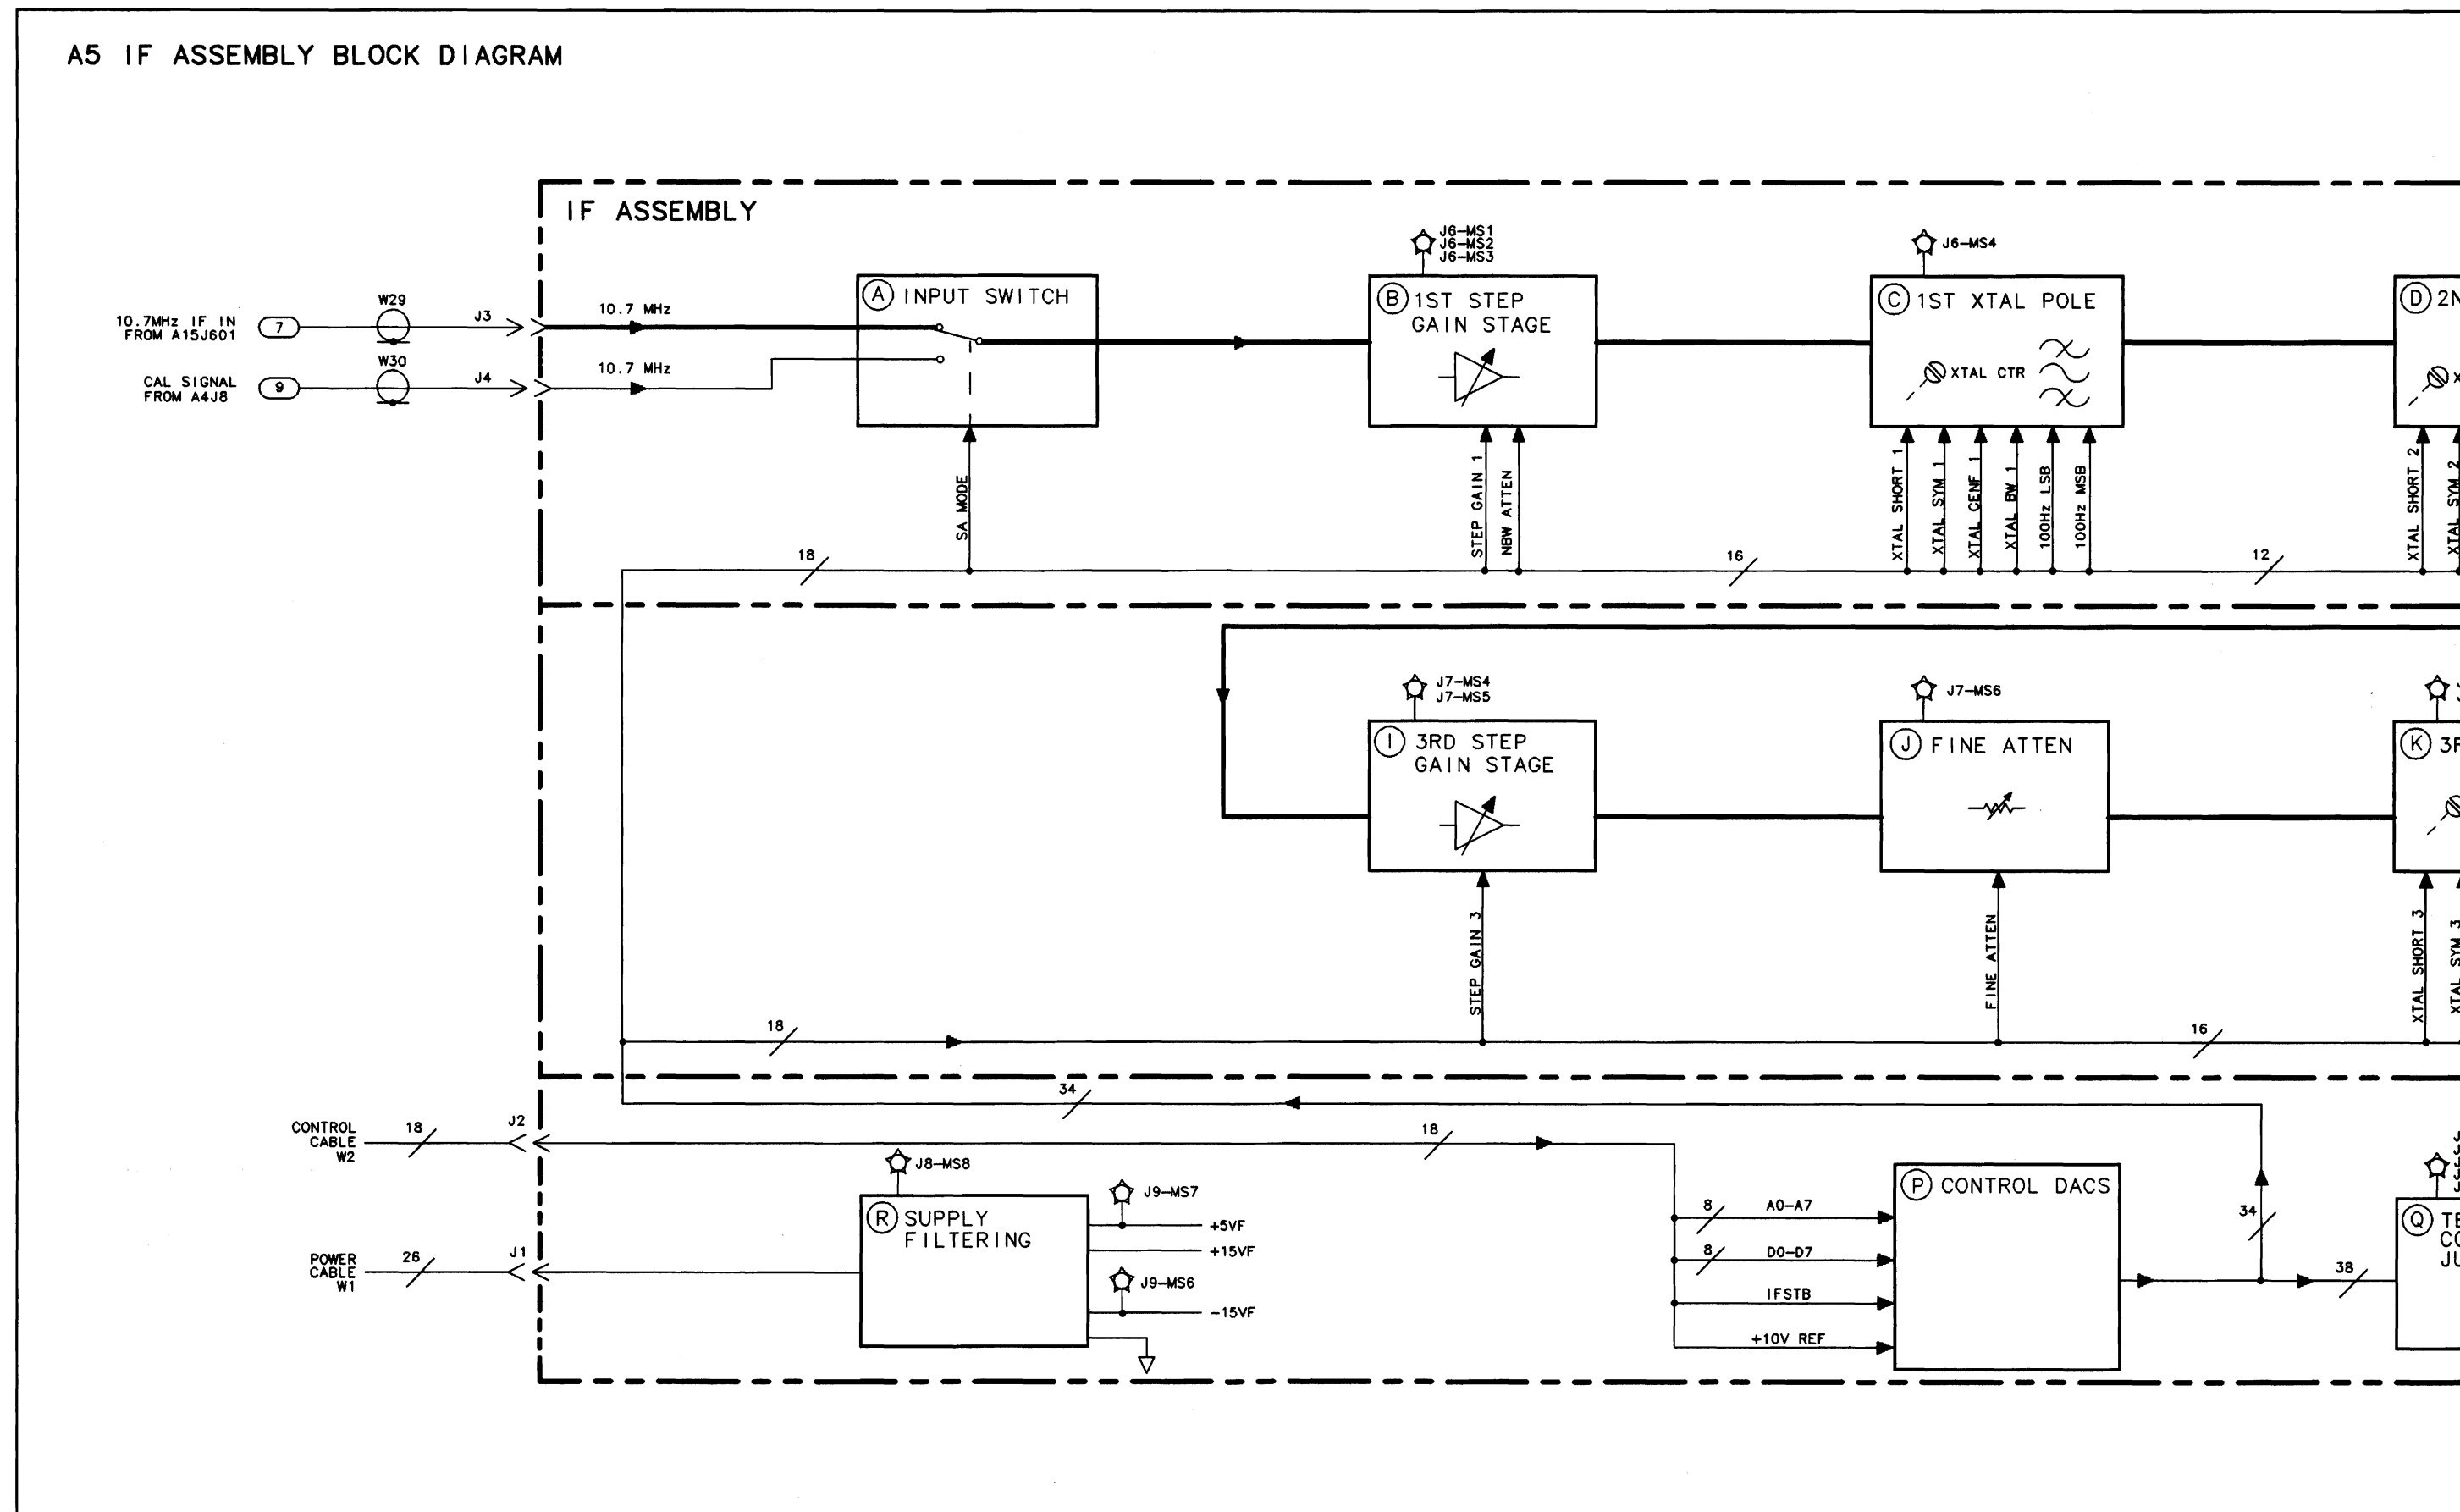 A5 IF ASSEMBLY BLOCK DIAGRAM
IF ASSEMBLY
10.7MHz IF IN
FROM A15J601
7
W29
J3
10.7 MHz
CAL SIGNAL
FROM A4J8
9
W30
J4
10.7 MHz
A INPUT SWITCH
SA MODE
J6-MS1
J6-MS2
J6-MS3
B 1ST STEP
GAIN STAGE
STEP GAIN 1
NBW ATTEN
J6-MS4
C 1ST XTAL POLE
XTAL CTR
XTAL SHORT 1
XTAL SYM 1
XTAL CENF 1
XTAL BW 1
100Hz LSB
100Hz MSB
D
XTAL SHORT 2
XTAL SYM 2
18
16
12
J7-MS4
J7-MS5
I 3RD STEP
GAIN STAGE
STEP GAIN 3
J7-MS6
J FINE ATTEN
FINE ATTEN
K
XTAL SHORT 3
XTAL SYM 3
18
16
34
CONTROL
CABLE
W2
18
J2
18
J8-MS8
R SUPPLY
FILTERING
J9-MS7
+5VF
+15VF
J9-MS6
-15VF
POWER
CABLE
W1
26
J1
8
A0-A7
8
D0-D7
IFSTB
+10V REF
P CONTROL DACS
34
38
Q